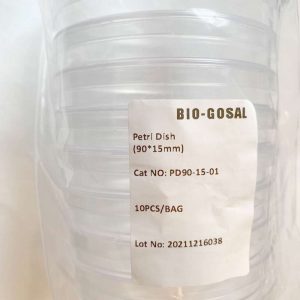 BIO-GOSAL
Petri Dish
(90*15mm)
Cat NO: PD90-15-01
10PCS/BAG
Lot No: 20211216038